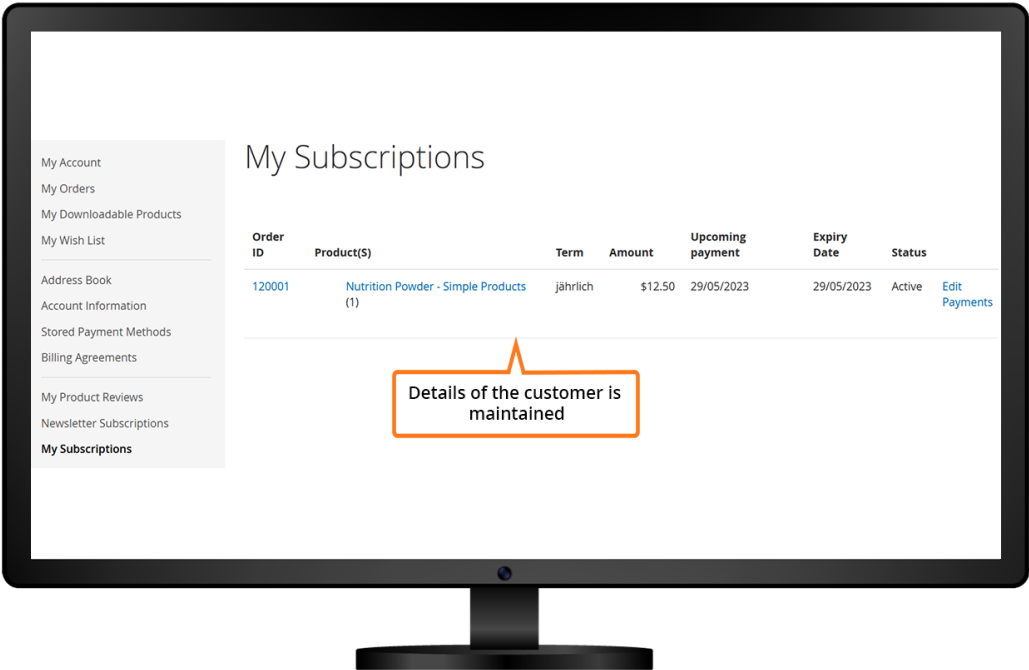 My Account
My Orders
My Downloadable Products
My Wish List
Address Book
Account Information
Stored Payment Methods
Billing Agreements
My Product Reviews
Newsletter Subscriptions
My Subscriptions
My Subscriptions
Order ID Product(S) Term Amount Upcoming payment Expiry Date Status
120001 Nutrition Powder - Simple Products (1) jährlich $12.50 29/05/2023 29/05/2023 Active Edit Payments
Details of the customer is
maintained